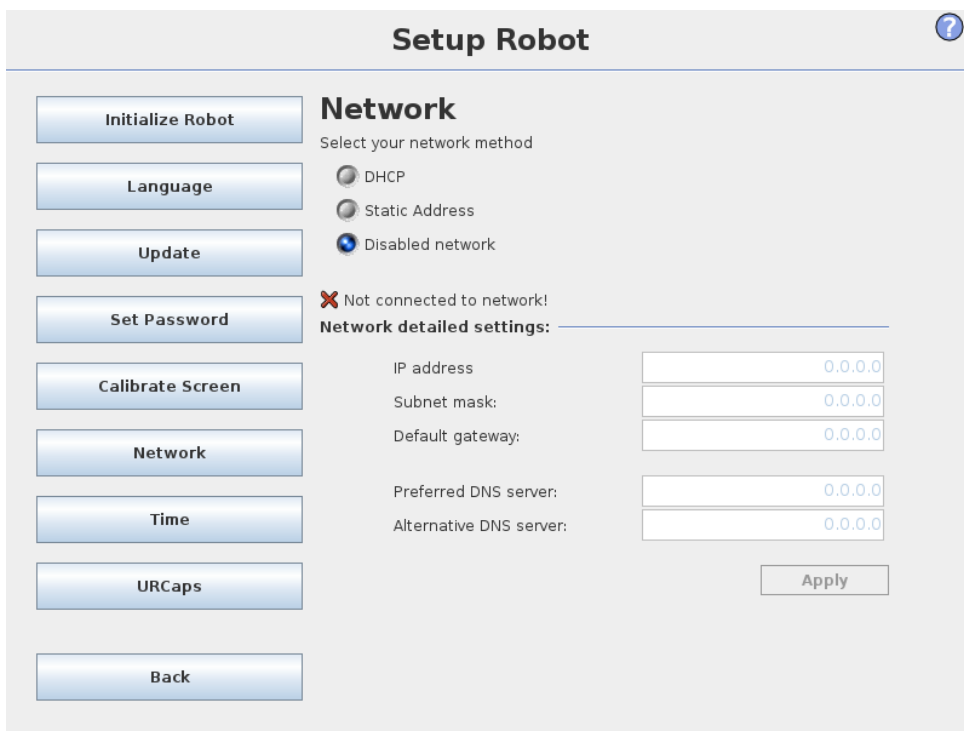 Setup Robot
?
Initialize Robot
Language
Update
Set Password
Calibrate Screen
Network
Time
URCaps
Back
Network
Select your network method
DHCP
Static Address
Disabled network
Not connected to network!
Network detailed settings:
IP address 0.0.0.0
Subnet mask: 0.0.0.0
Default gateway: 0.0.0.0
Preferred DNS server: 0.0.0.0
Alternative DNS server: 0.0.0.0
Apply